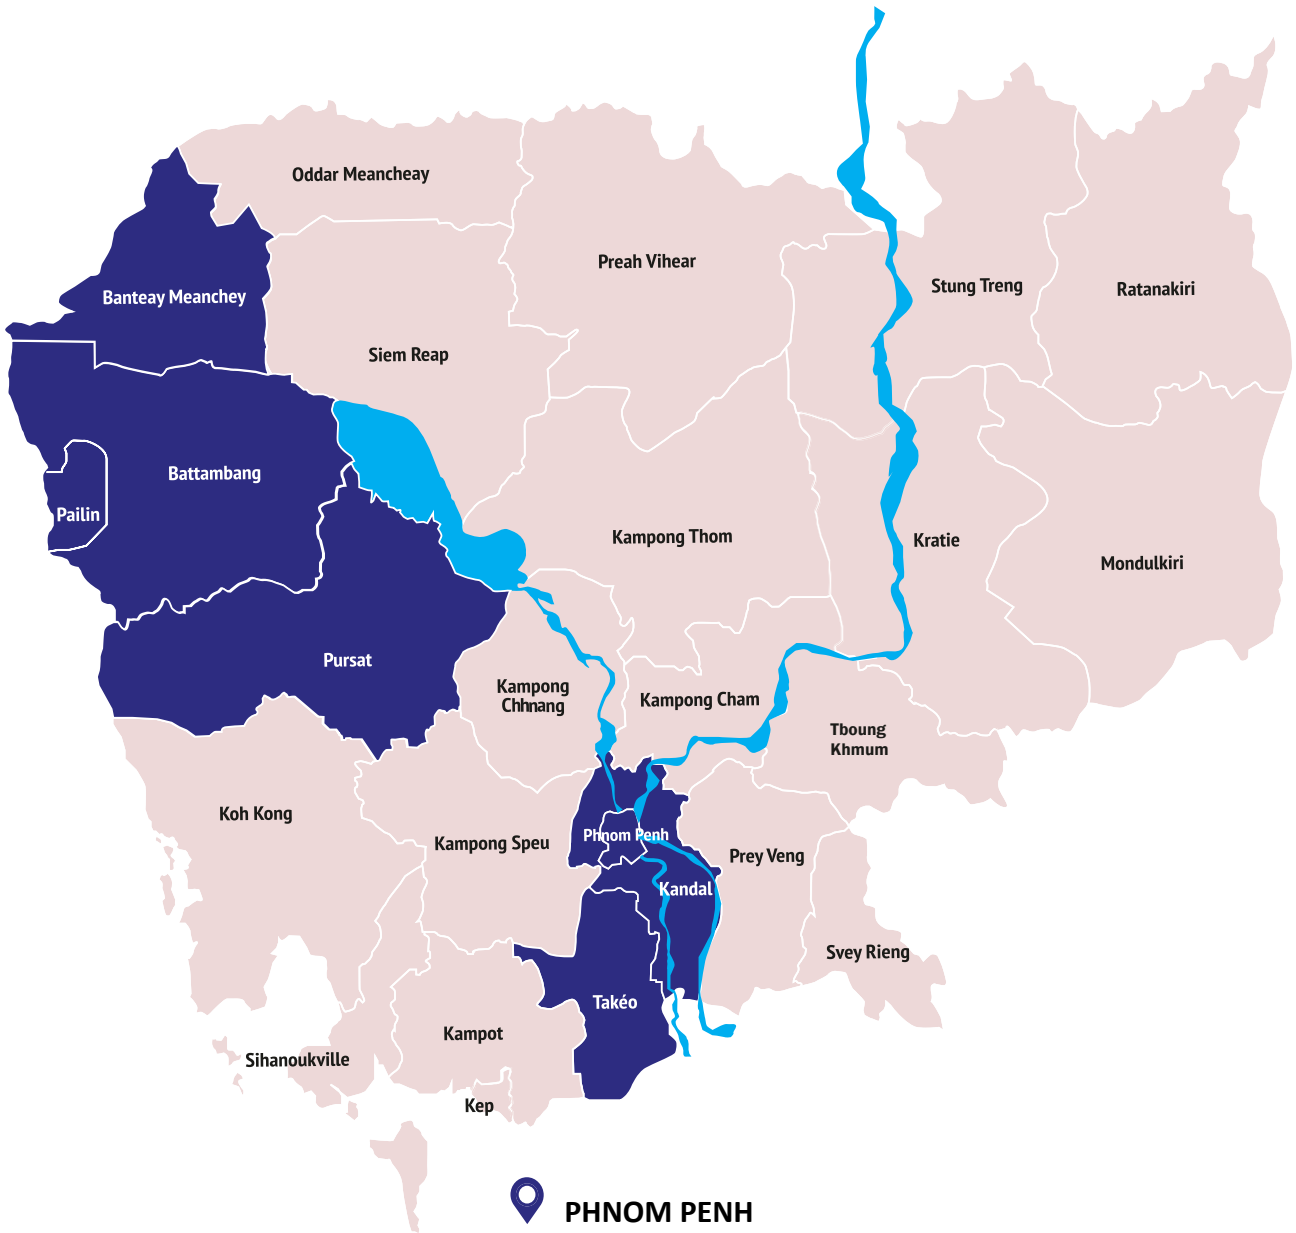 Oddar Meancheay
Preah Vihear
Stung Treng
Ratanakiri
Banteay Meanchey
Siem Reap
Battambang
Pailin
Kampong Thom
Kratie
Mondulkiri
Pursat
Kampong
Chhnang
Kampong Cham
Tboung
Khmum
Koh Kong
Kampong Speu
Phnom Penh
Prey Veng
Kandal
Svey Rieng
Takéo
Kampot
Sihanoukville
Kep
PHNOM PENH